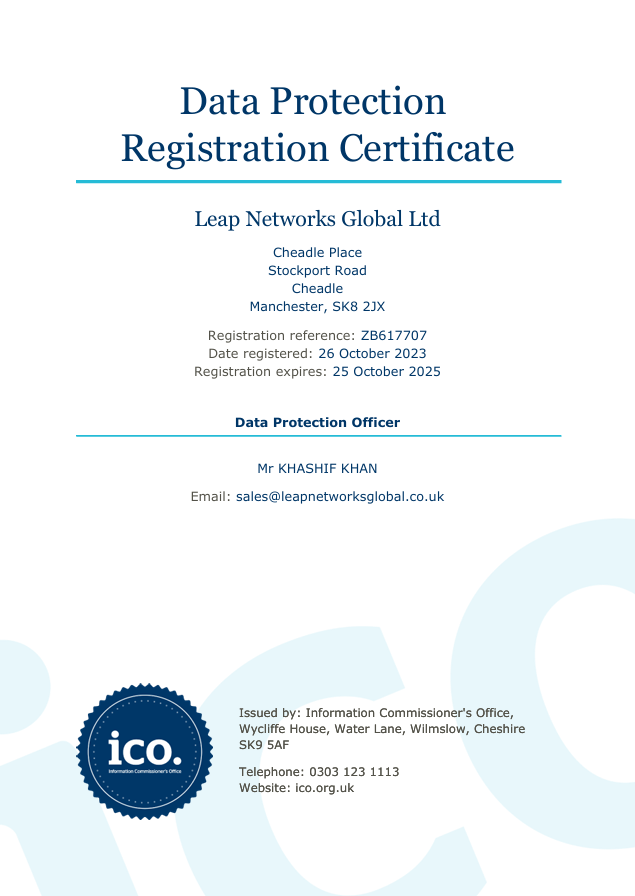 Data Protection
Registration Certificate
Leap Networks Global Ltd
Cheadle Place
Stockport Road
Cheadle
Manchester, SK8 2JX
Registration reference: ZB617707
Date registered: 26 October 2023
Registration expires: 25 October 2025
Data Protection Officer
Mr KHASHIF KHAN
Email: sales@leapnetworksglobal.co.uk
ico.
Information Commissioner's Office
Issued by: Information Commissioner's Office,
Wycliffe House, Water Lane, Wilmslow, Cheshire
SK9 5AF
Telephone: 0303 123 1113
Website: ico.org.uk
ico